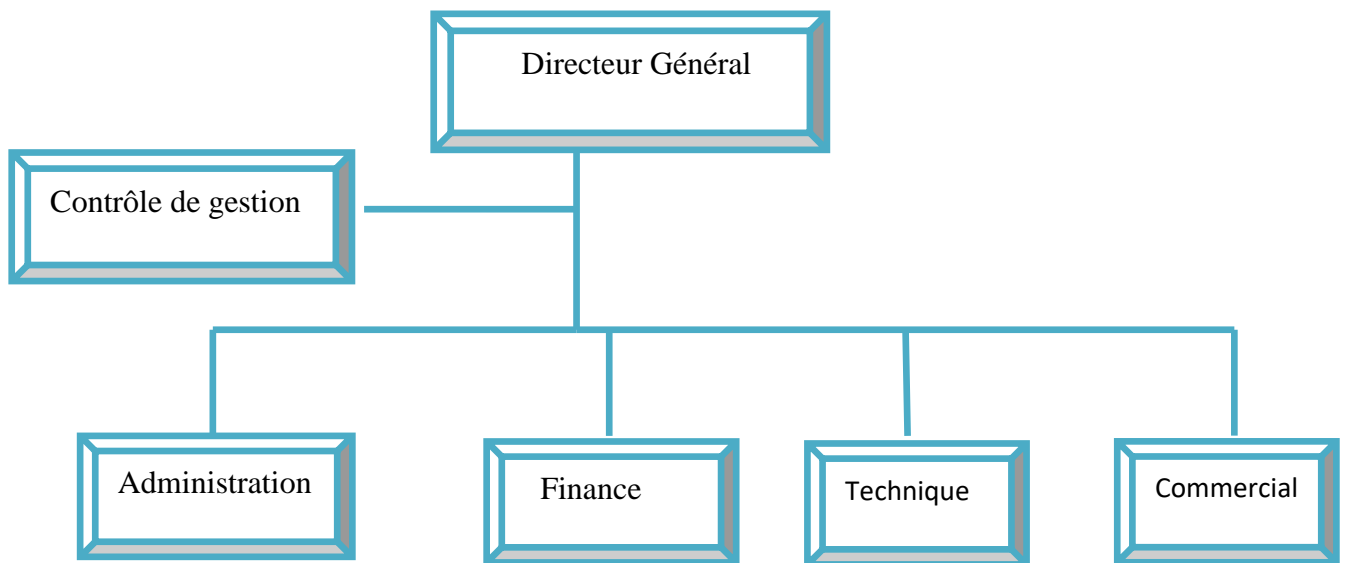 Directeur Général
Contrôle de gestion
Administration
Finance
Technique
Commercial